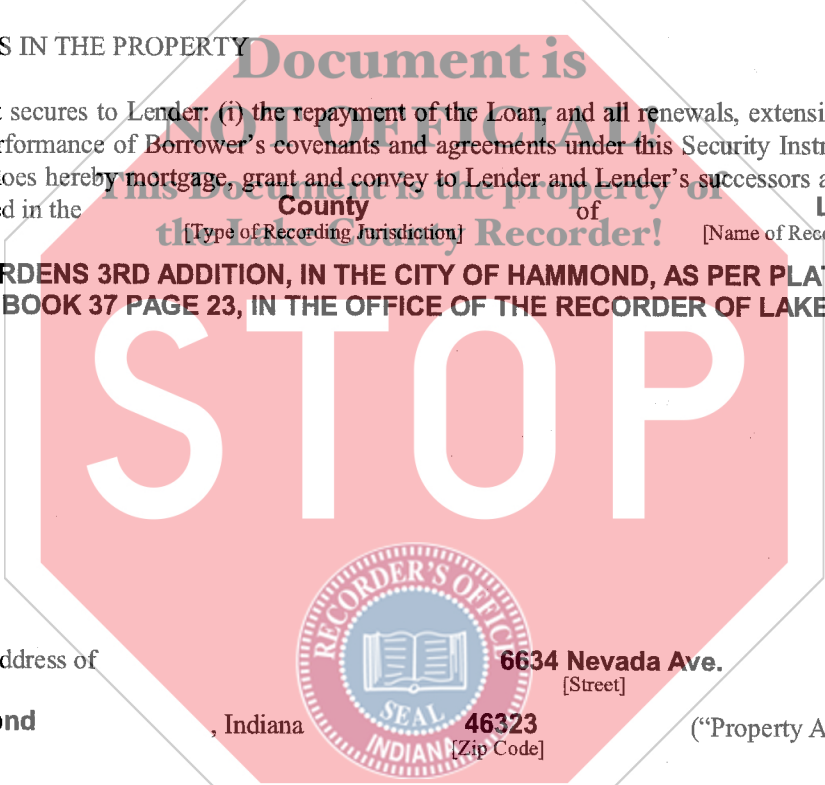 S IN THE PROPERTY
Document is
secures to Lender: (i) the repayment of the Loan, and all renewals, extensi
NOT OFFICIAL!
rformance of Borrower's covenants and agreements under this Security Instr
oes hereby mortgage, grant and convey to Lender and Lender's successors a
This Document is the property of
ed in the County of L
the Lake County Recorder!
[Type of Recording Jurisdiction] [Name of Reco
RDENS 3RD ADDITION, IN THE CITY OF HAMMOND, AS PER PLAT
BOOK 37 PAGE 23, IN THE OFFICE OF THE RECORDER OF LAKE
STOP
RECORDER'S OFFICE
ddress of 6634 Nevada Ave.
[Street]
SEAL
ond , Indiana 46323 ("Property A
INDIANA
[Zip Code]